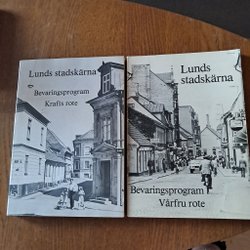 Lunds stadskärna
Bevaringsprogram
Krafts rote
Lunds
stadskärna
Bevaringsprogram
Vårfru rote